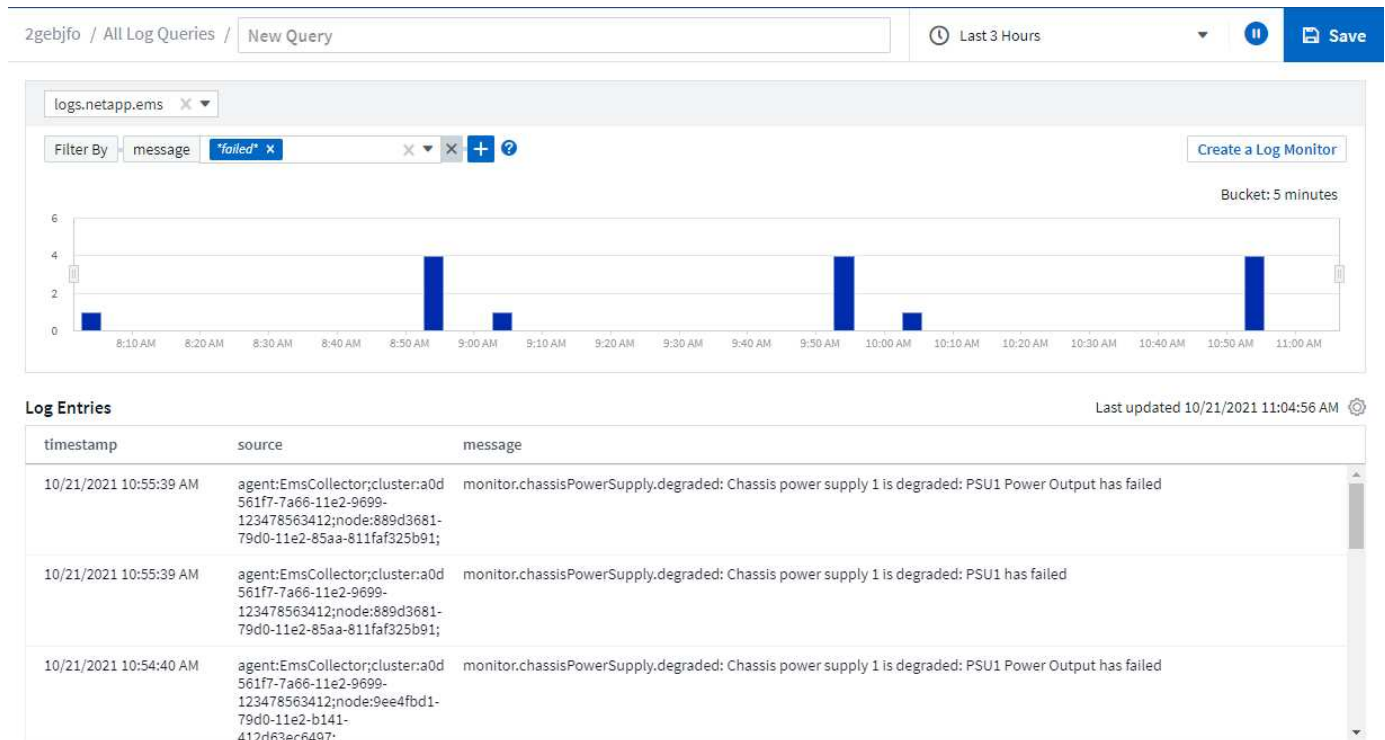 2gebjfo / All Log Queries / New Query
Last 3 Hours
Save
logs.netapp.ems
Filter By message *failed*
Create a Log Monitor
Bucket: 5 minutes
6
4
2
0
8:10 AM 8:20 AM 8:30 AM 8:40 AM 8:50 AM 9:00 AM 9:10 AM 9:20 AM 9:30 AM 9:40 AM 9:50 AM 10:00 AM 10:10 AM 10:20 AM 10:30 AM 10:40 AM 10:50 AM 11:00 AM
Log Entries
Last updated 10/21/2021 11:04:56 AM
timestamp source message
10/21/2021 10:55:39 AM agent:EmsCollector;cluster:a0d monitor.chassisPowerSupply.degraded: Chassis power supply 1 is degraded: PSU1 Power Output has failed
561f7-7a66-11e2-9699-
123478563412;node:889d3681-
79d0-11e2-85aa-811faf325b91;
10/21/2021 10:55:39 AM agent:EmsCollector;cluster:a0d monitor.chassisPowerSupply.degraded: Chassis power supply 1 is degraded: PSU1 has failed
561f7-7a66-11e2-9699-
123478563412;node:889d3681-
79d0-11e2-85aa-811faf325b91;
10/21/2021 10:54:40 AM agent:EmsCollector;cluster:a0d monitor.chassisPowerSupply.degraded: Chassis power supply 1 is degraded: PSU1 Power Output has failed
561f7-7a66-11e2-9699-
123478563412;node:9ee4fbd1-
79d0-11e2-b141-
412d63ec6497;